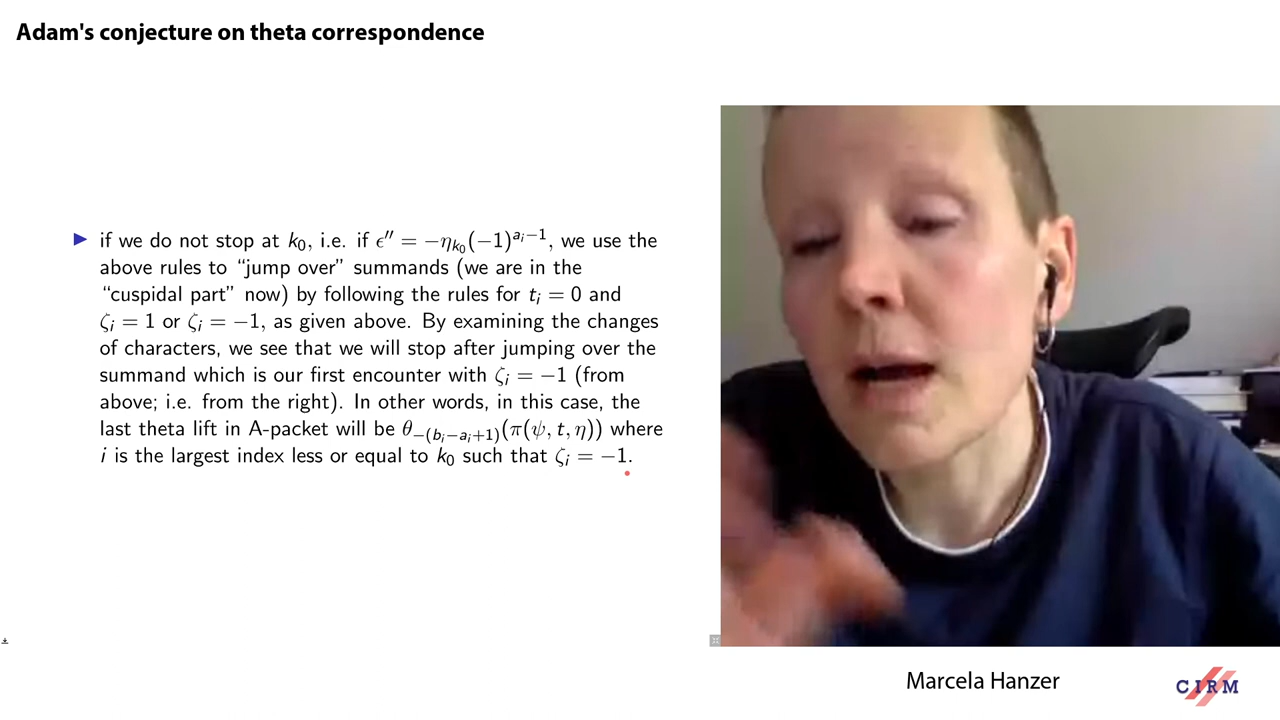 Adam's conjecture on theta correspondence
▶ if we do not stop at k₀, i.e. if ϵ′′ = −η_{k₀}(−1)^{a_i−1}, we use the
above rules to “jump over” summands (we are in the
“cuspidal part” now) by following the rules for t_i = 0 and
ζ_i = 1 or ζ_i = −1, as given above. By examining the changes
of characters, we see that we will stop after jumping over the
summand which is our first encounter with ζ_i = −1 (from
above; i.e. from the right). In other words, in this case, the
last theta lift in A-packet will be θ_{−(b_i−a_i+1)}(π(ψ, t, η)) where
i is the largest index less or equal to k₀ such that ζ_i = −1.
Marcela Hanzer
CIRM